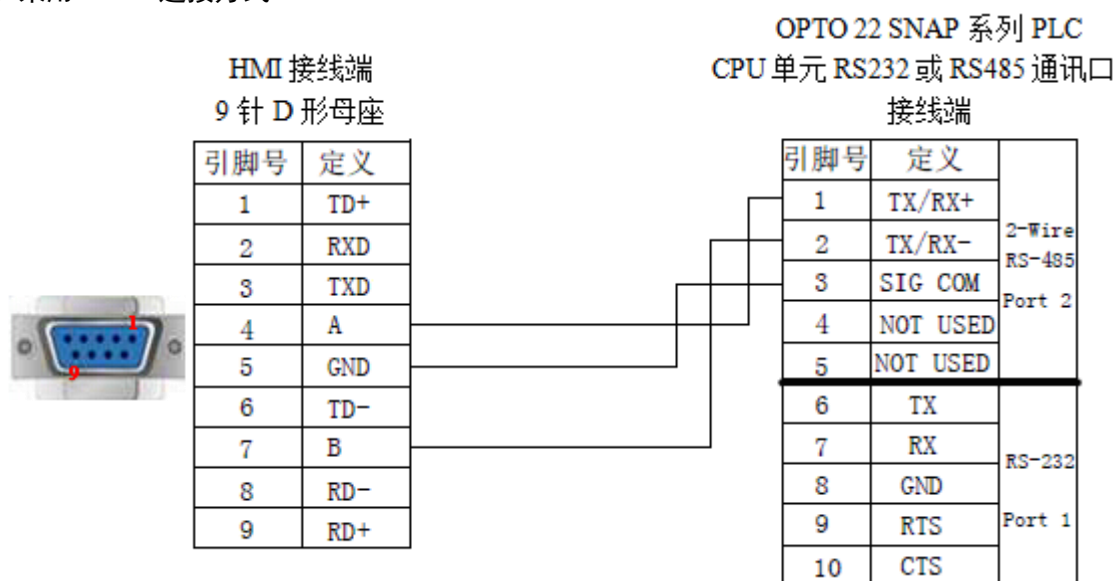 OPTO 22 SNAP 系列 PLC
CPU 单元 RS232 或 RS485 通讯口
接线端
HMI 接线端
9 针 D 形母座
引脚号 定义
1 TD+
2 RXD
3 TXD
4 A
5 GND
6 TD-
7 B
8 RD-
9 RD+
1
9
引脚号 定义
1 TX/RX+
2 TX/RX-
3 SIG COM
4 NOT USED
5 NOT USED
2-Wire
RS-485
Port 2
6 TX
7 RX
8 GND
9 RTS
10 CTS
RS-232
Port 1